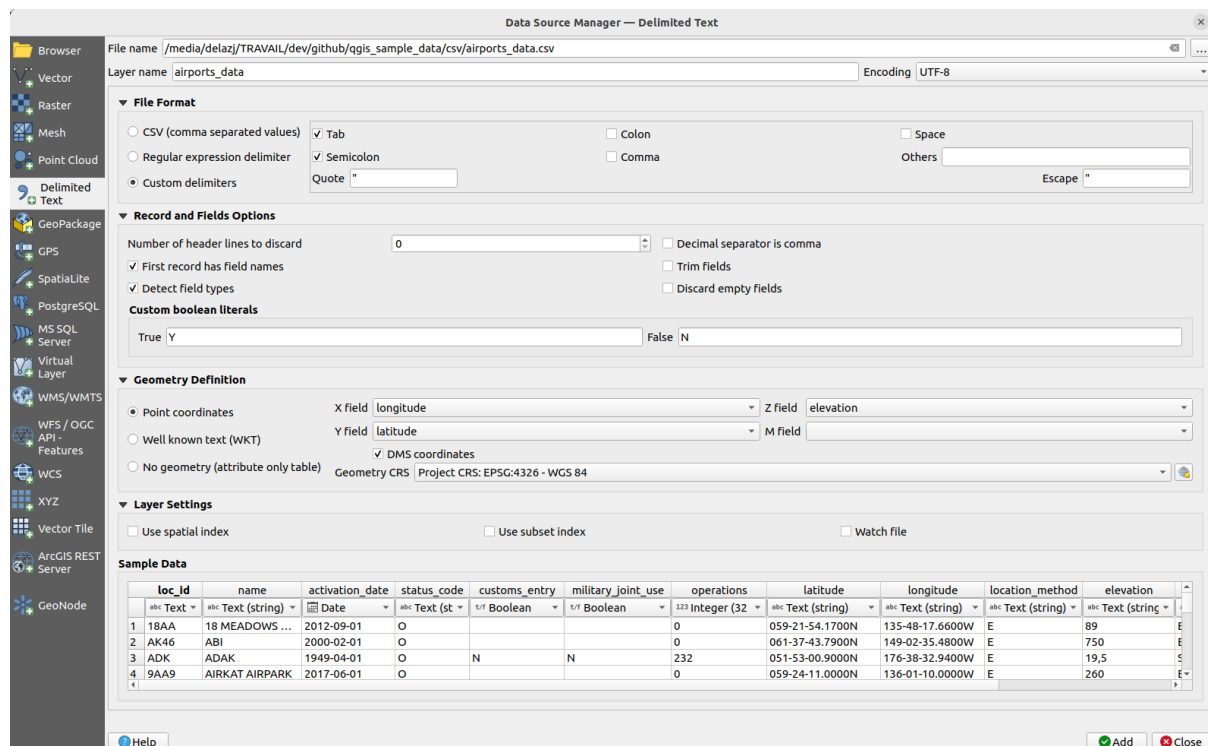 Data Source Manager — Delimited Text
Browser
Vector
Raster
Mesh
Point Cloud
Delimited
Text
GeoPackage
GPS
SpatiaLite
PostgreSQL
MS SQL
Server
Virtual
Layer
WMS/WMTS
WFS / OGC
API -
Features
WCS
XYZ
Vector Tile
ArcGIS REST
Server
GeoNode
File name /media/delazj/TRAVAIL/dev/github/qgis_sample_data/csv/airports_data.csv ...
Layer name airports_data Encoding UTF-8
File Format
CSV (comma separated values) Tab Colon Space
Regular expression delimiter Semicolon Comma Others
Custom delimiters Quote " Escape "
Record and Fields Options
Number of header lines to discard 0 Decimal separator is comma
First record has field names Trim fields
Detect field types Discard empty fields
Custom boolean literals
True Y False N
Geometry Definition
Point coordinates X field longitude Z field elevation
Well known text (WKT) Y field latitude M field
DMS coordinates
No geometry (attribute only table) Geometry CRS Project CRS: EPSG:4326 - WGS 84
Layer Settings
Use spatial index Use subset index Watch file
Sample Data
loc_id name activation_date status_code customs_entry military_joint_use operations latitude longitude location_method elevation
abc Text abc Text (string) Date abc Text (st t/f Boolean t/f Boolean 123 Integer (32 abc Text (string) abc Text (string) abc Text (string) abc Text (string
1 18AA 18 MEADOWS ... 2012-09-01 O 0 059-21-54.1700N 135-48-17.6600W E 89
2 AK46 ABI 2000-02-01 O 0 061-37-43.7900N 149-02-35.4800W E 750
3 ADK ADAK 1949-04-01 O N N 232 051-53-00.9000N 176-38-32.9400W E 19,5
4 9AA9 AIRKAT AIRPARK 2017-06-01 O 0 059-24-11.0000N 136-01-10.0000W E 260
Help Add Close